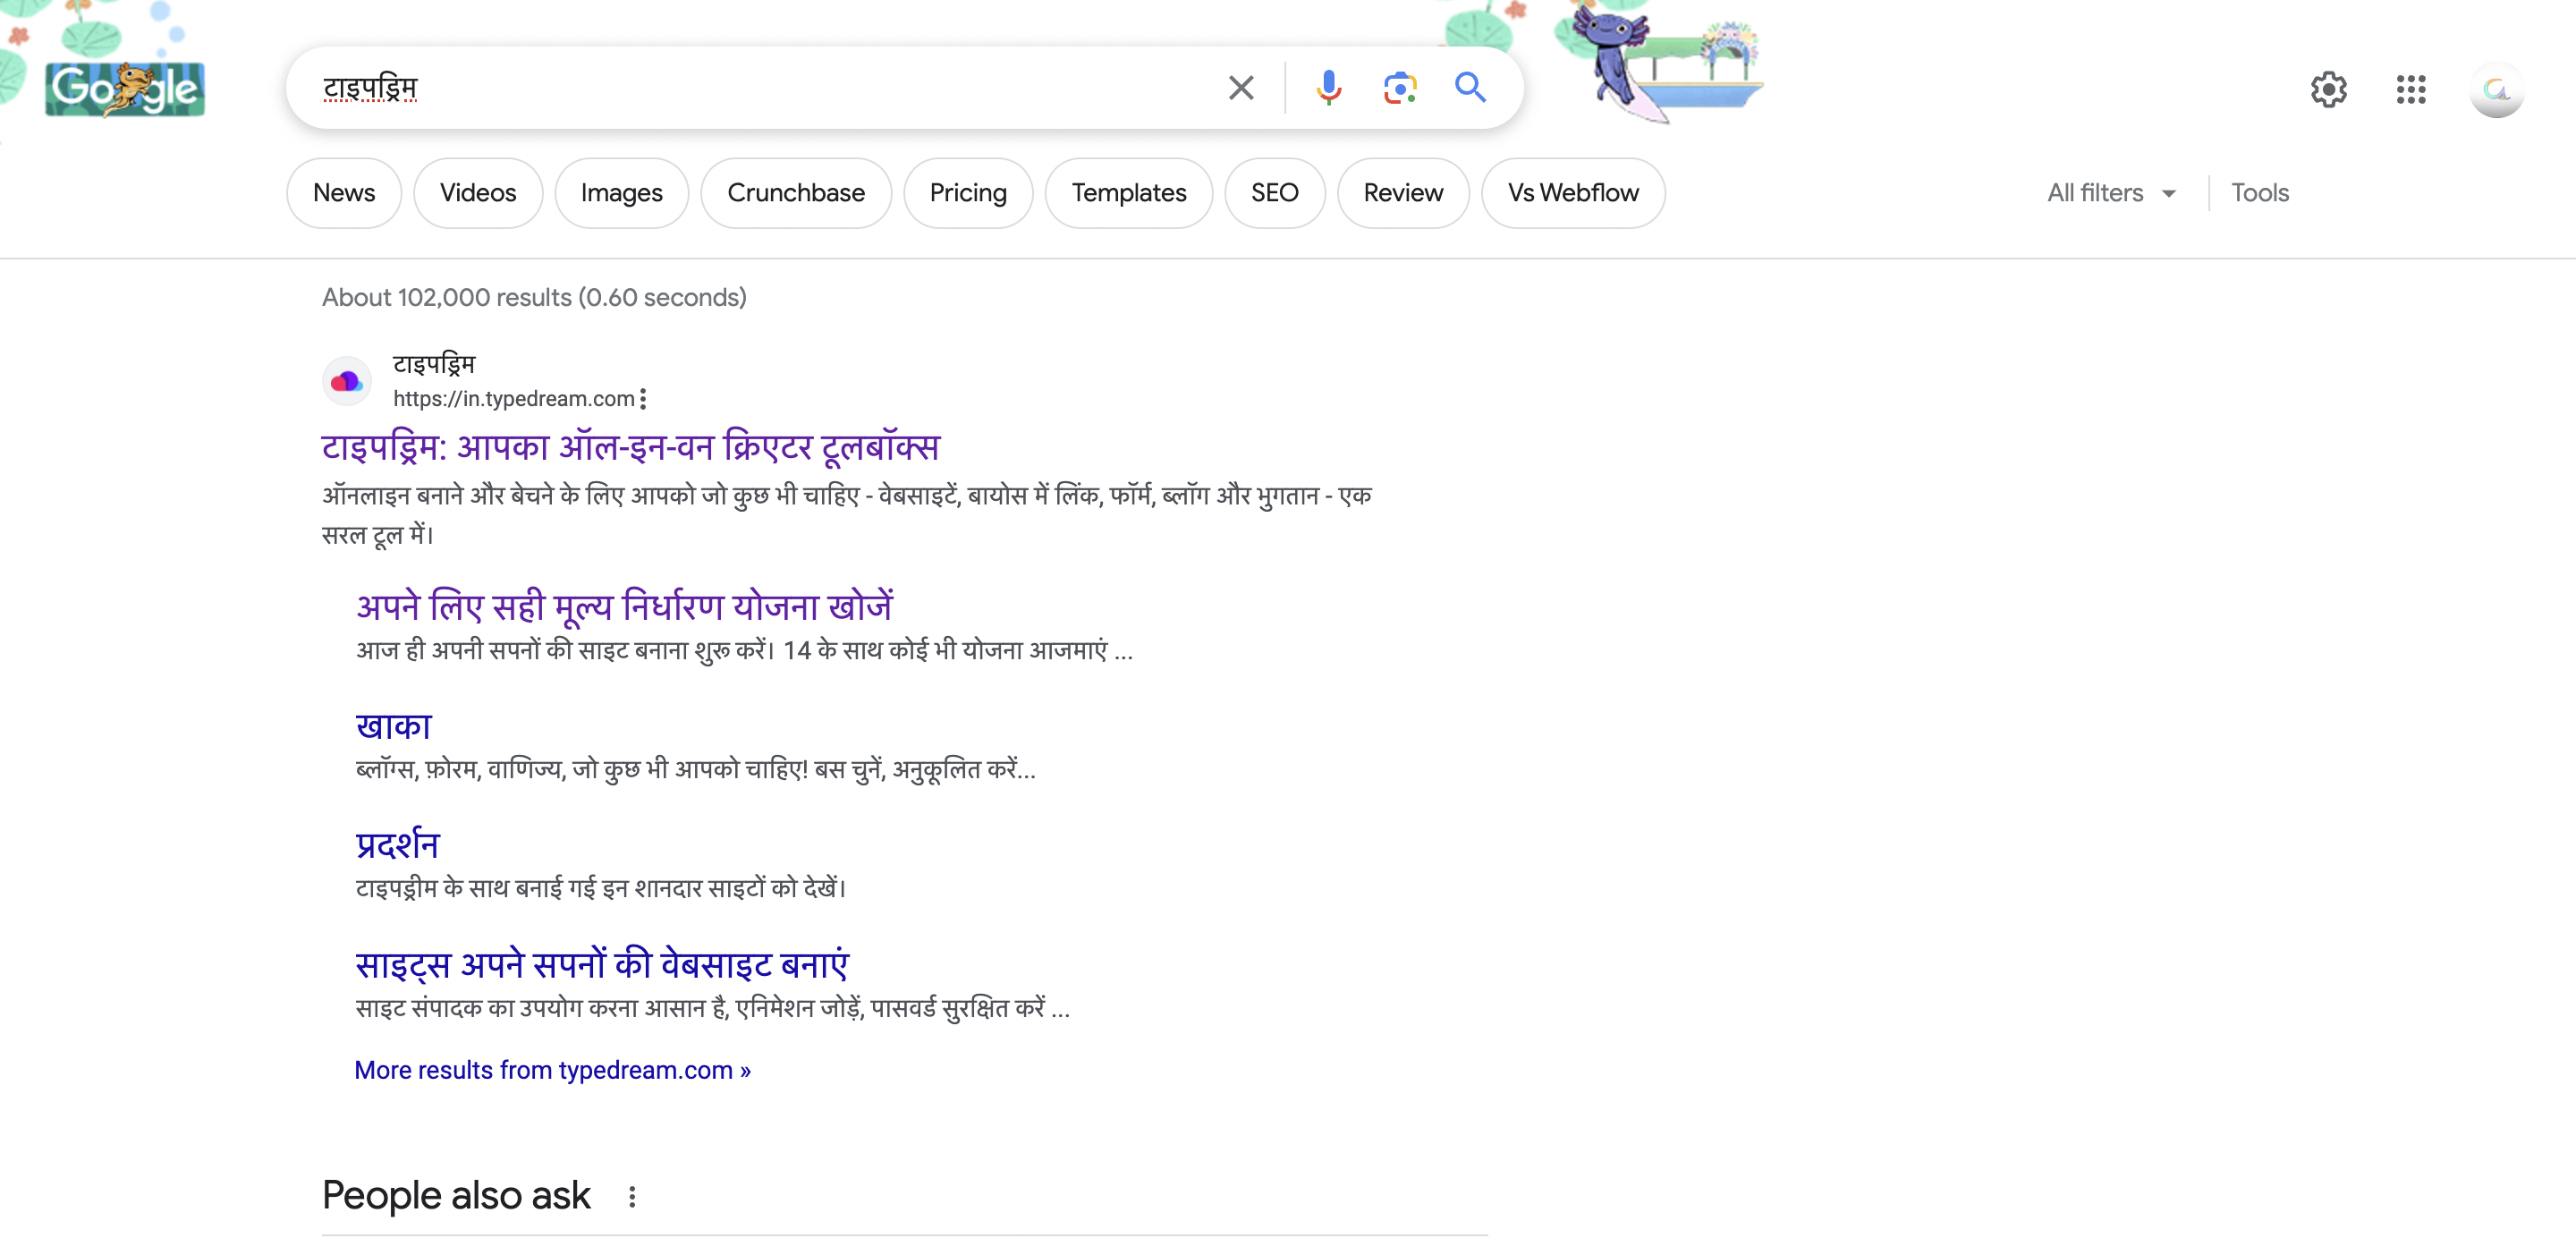 Google
टाइपड्रिम
News Videos Images Crunchbase Pricing Templates SEO Review Vs Webflow All filters Tools
About 102,000 results (0.60 seconds)
टाइपड्रिम
https://in.typedream.com
टाइपड्रिम: आपका ऑल-इन-वन क्रिएटर टूलबॉक्स
ऑनलाइन बनाने और बेचने के लिए आपको जो कुछ भी चाहिए - वेबसाइटें, बायोस में लिंक, फॉर्म, ब्लॉग और भुगतान - एक
सरल टूल में।
अपने लिए सही मूल्य निर्धारण योजना खोजें
आज ही अपनी सपनों की साइट बनाना शुरू करें। 14 के साथ कोई भी योजना आजमाएं ...
खाका
ब्लॉग्स, फ़ोरम, वाणिज्य, जो कुछ भी आपको चाहिए! बस चुनें, अनुकूलित करें...
प्रदर्शन
टाइपड्रीम के साथ बनाई गई इन शानदार साइटों को देखें।
साइट्स अपने सपनों की वेबसाइट बनाएं
साइट संपादक का उपयोग करना आसान है, एनिमेशन जोड़ें, पासवर्ड सुरक्षित करें ...
More results from typedream.com »
People also ask